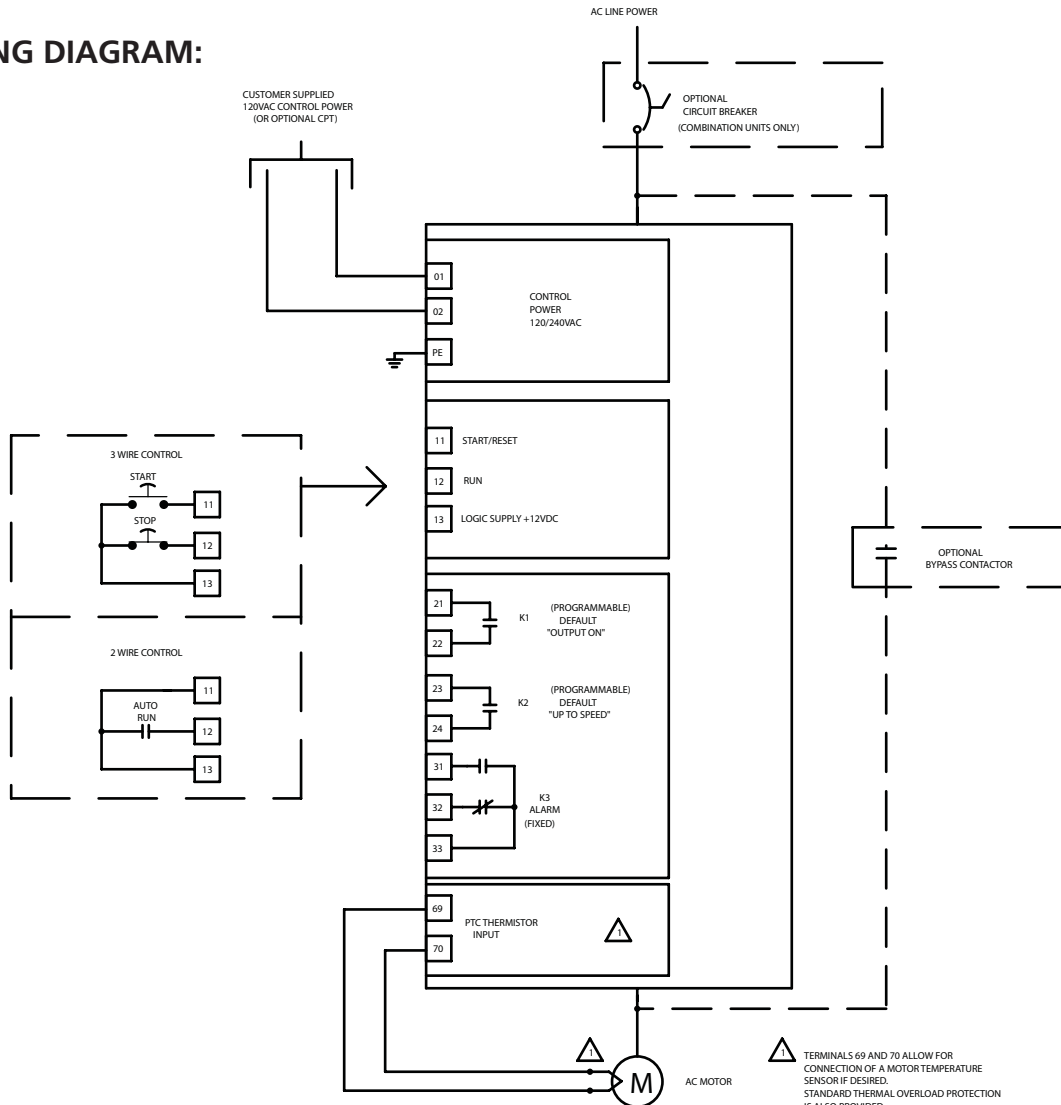 NG DIAGRAM:
AC LINE POWER
CUSTOMER SUPPLIED
120VAC CONTROL POWER
(OR OPTIONAL CPT)
OPTIONAL
CIRCUIT BREAKER
(COMBINATION UNITS ONLY)
01
02
PE
CONTROL
POWER
120/240VAC
11 START/RESET
12 RUN
13 LOGIC SUPPLY +12VDC
3 WIRE CONTROL
START
11
STOP
12
13
2 WIRE CONTROL
11
AUTO
RUN
12
13
OPTIONAL
BYPASS CONTACTOR
21
22
K1
(PROGRAMMABLE)
DEFAULT
"OUTPUT ON"
23
24
K2
(PROGRAMMABLE)
DEFAULT
"UP TO SPEED"
31
32
33
K3
ALARM
(FIXED)
69
70
PTC THERMISTOR
INPUT
1
1
M
AC MOTOR
1
TERMINALS 69 AND 70 ALLOW FOR
CONNECTION OF A MOTOR TEMPERATURE
SENSOR IF DESIRED.
STANDARD THERMAL OVERLOAD PROTECTION
IS ALSO PROVIDED